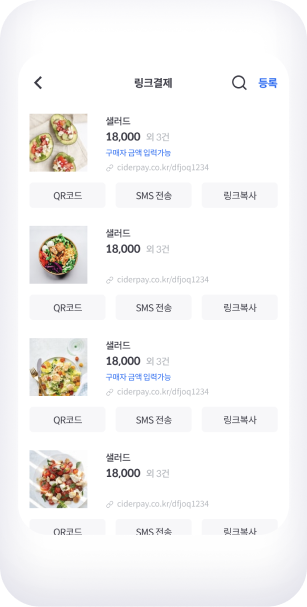 링크결제 등록
샐러드
18,000 외 3건
구매자 금액 입력가능
ciderpay.co.kr/dfjoq1234
QR코드 SMS 전송 링크복사
샐러드
18,000 외 3건
ciderpay.co.kr/dfjoq1234
QR코드 SMS 전송 링크복사
샐러드
18,000 외 3건
구매자 금액 입력가능
ciderpay.co.kr/dfjoq1234
QR코드 SMS 전송 링크복사
샐러드
18,000 외 3건
ciderpay.co.kr/dfjoq1234
QR코드 SMS 전송 링크복사